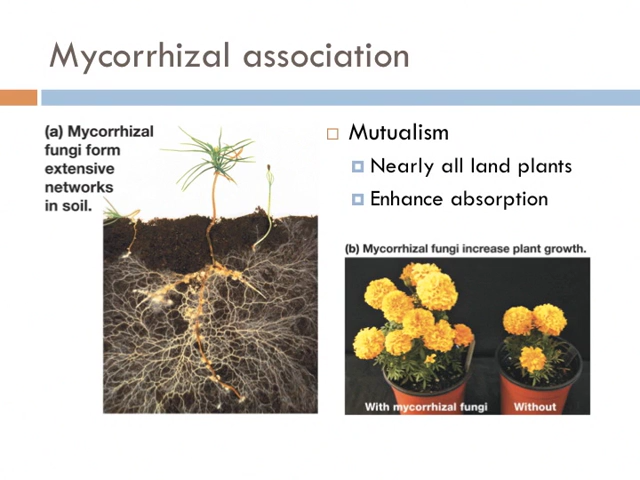 Mycorrhizal association
(a) Mycorrhizal
fungi form
extensive
networks
in soil.
Mutualism
Nearly all land plants
Enhance absorption
(b) Mycorrhizal fungi increase plant growth.
With mycorrhizal fungi
Without